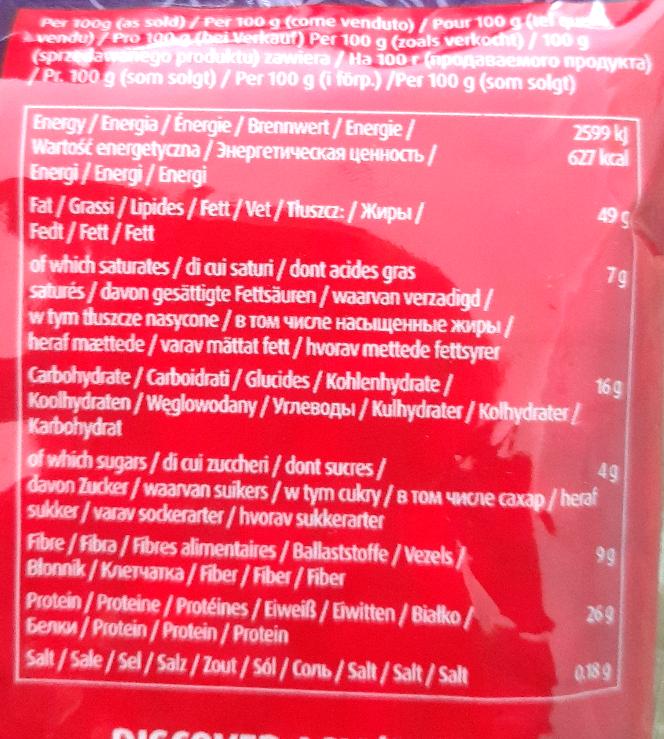 Per 100g (as sold) / Per 100 g (come venduto) / Pour 100 g (tel
vendu) / Pro 100 g (bei Verkauf) Per 100 g (zoals verkocht) / 100 g
(sprzedawanego produktu) zawiera / На 100 г (продаваемого продукта)
/ Pr. 100 g (som solgt) / Per 100 g (i förp.) /Per 100 g (som solgt)
Energy / Energia / Énergie / Brennwert / Energie / 2599 kJ
Wartość energetyczna / Энергетическая ценность / 627 kcal
Energi / Energi / Energi
Fat / Grassi / Lipides / Fett / Vet / Tłuszcz: / Жиры / 49 g
Fedt / Fett / Fett
of which saturates / di cui saturi / dont acides gras 7 g
saturés / davon gesättigte Fettsäuren / waarvan verzadigd /
w tym tłuszcze nasycone / в том числе насыщенные жиры /
heraf mættede / varav mättat fett / hvorav mettede fettsyrer
Carbohydrate / Carboidrati / Glucides / Kohlenhydrate / 16 g
Koolhydraten / Węglowodany / Углеводы / Kulhydrater / Kolhydrater /
Karbohydrat
of which sugars / di cui zuccheri / dont sucres / 4 g
davon Zucker / waarvan suikers / w tym cukry / в том числе сахар / heraf
sukker / varav sockerarter / hvorav sukkerarter
Fibre / Fibra / Fibres alimentaires / Ballaststoffe / Vezels / 9 g
Błonnik / Клетчатка / Fiber / Fiber / Fiber
Protein / Proteine / Protéines / Eiweiß / Eiwitten / Białko / 26 g
Белки / Protein / Protein / Protein
Salt / Sale / Sel / Salz / Zout / Sól / Соль / Salt / Salt / Salt 0.18 g
DISCOVER